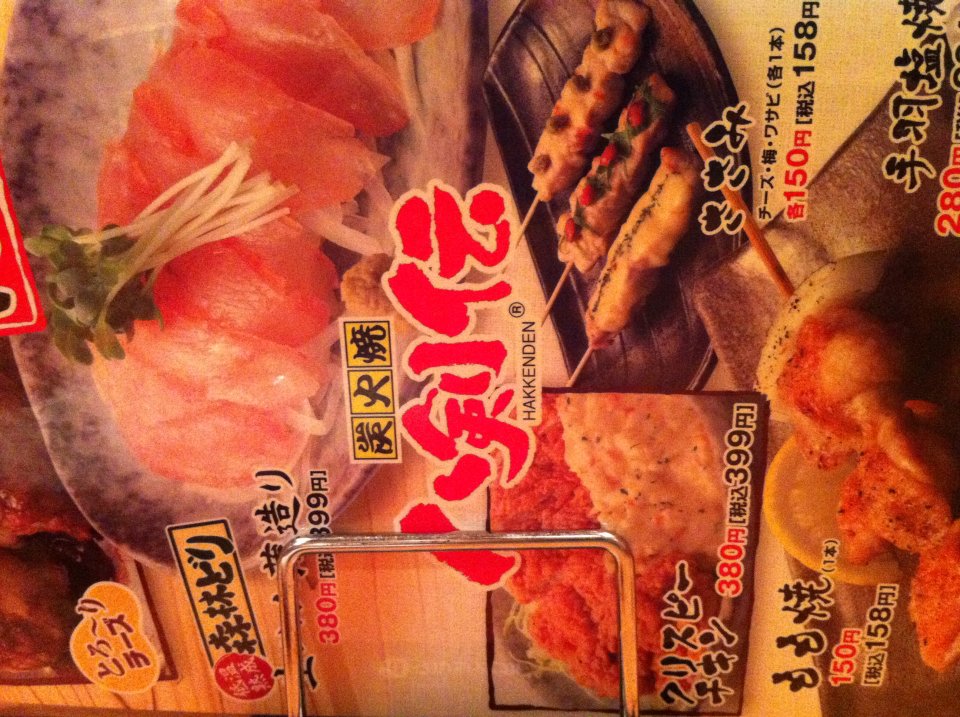 炭火焼
八剣伝
HAKKENDEN®
森林どり
造り
380円[税 399円]
とろ~り
チーズ
ささみ
チーズ・梅・ワサビ(各1本)
各150円[税込158円]
手羽塩焼
280円
クリスピー
チキン
380円[税込399円]
もも焼(1本)
150円
[税込158円]